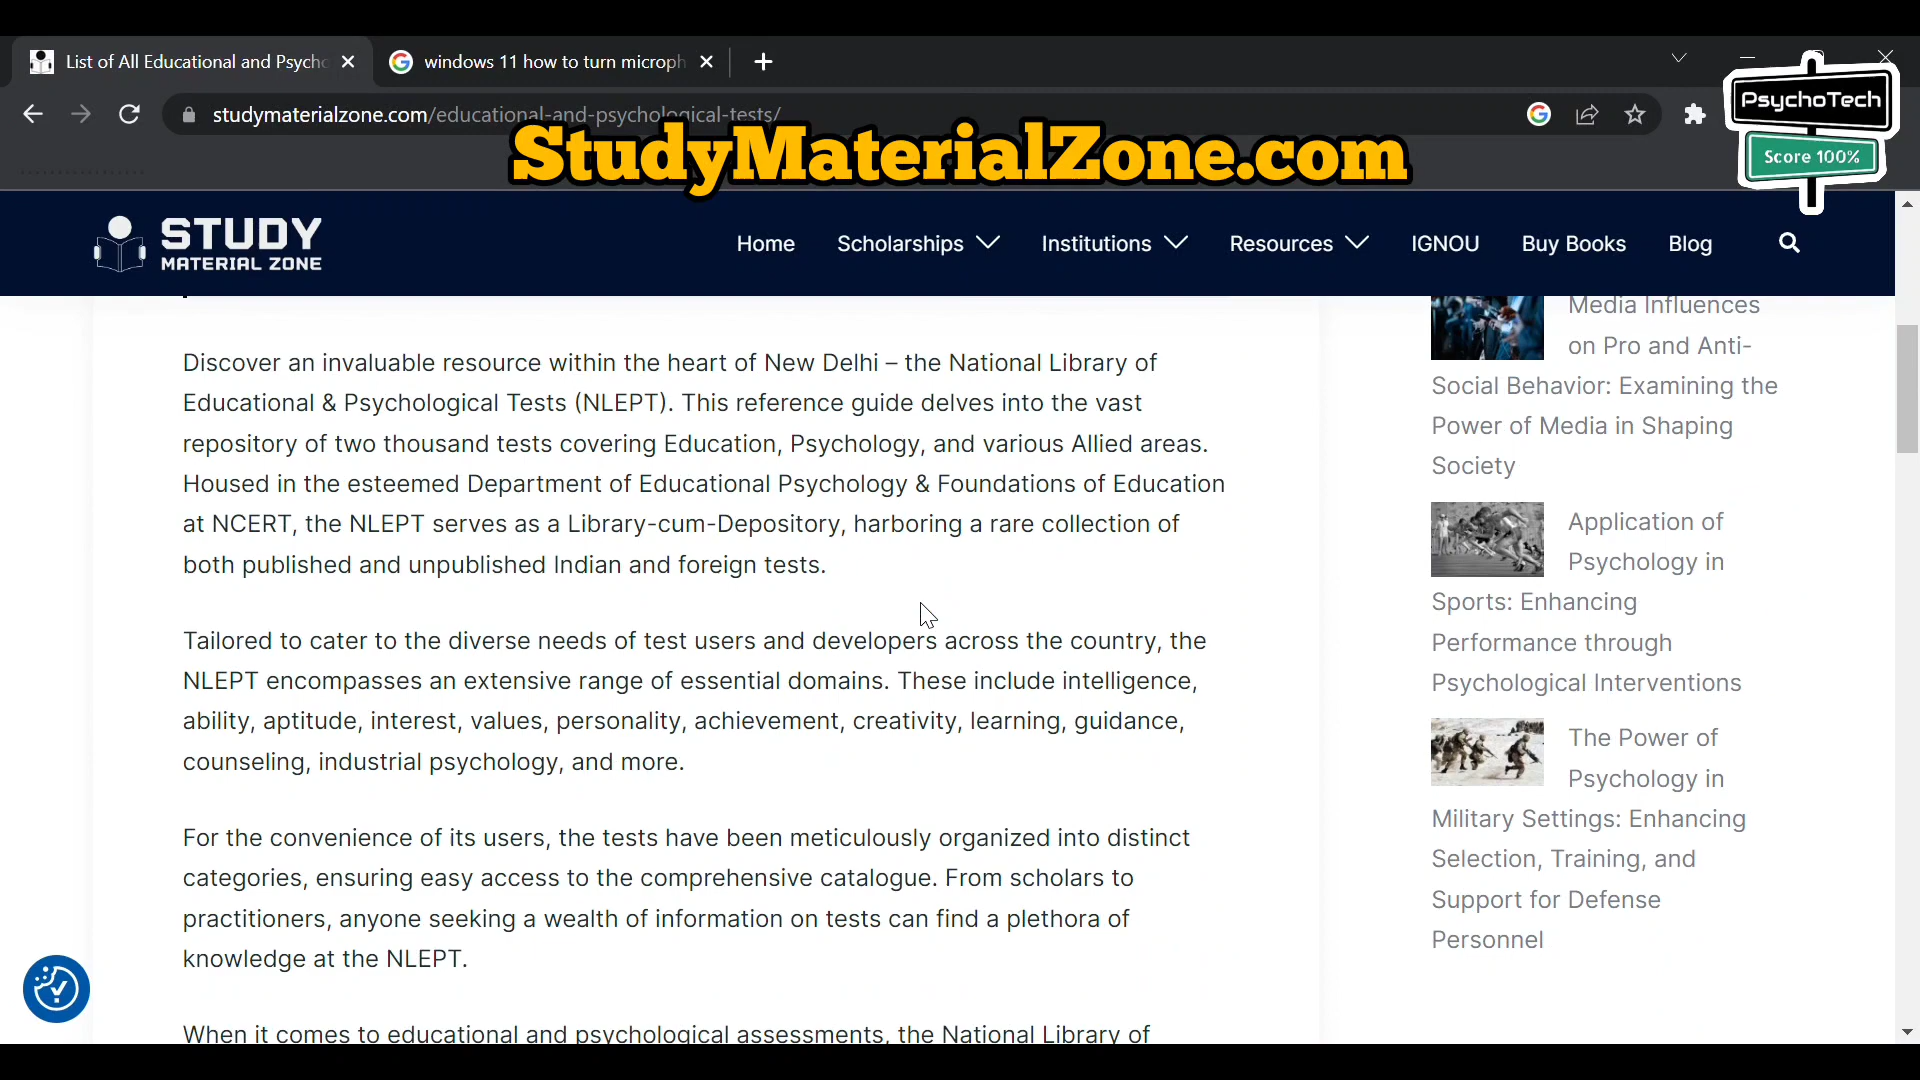 List of All Educational and Psycho
windows 11 how to turn microph
studymaterialzone.com/educational-and-psychological-tests/
StudyMaterialZone.com
PsychoTech
Score 100%
STUDY
MATERIAL ZONE
Home
Scholarships
Institutions
Resources
IGNOU
Buy Books
Blog
Discover an invaluable resource within the heart of New Delhi – the National Library of
Educational & Psychological Tests (NLEPT). This reference guide delves into the vast
repository of two thousand tests covering Education, Psychology, and various Allied areas.
Housed in the esteemed Department of Educational Psychology & Foundations of Education
at NCERT, the NLEPT serves as a Library-cum-Depository, harboring a rare collection of
both published and unpublished Indian and foreign tests.
Tailored to cater to the diverse needs of test users and developers across the country, the
NLEPT encompasses an extensive range of essential domains. These include intelligence,
ability, aptitude, interest, values, personality, achievement, creativity, learning, guidance,
counseling, industrial psychology, and more.
For the convenience of its users, the tests have been meticulously organized into distinct
categories, ensuring easy access to the comprehensive catalogue. From scholars to
practitioners, anyone seeking a wealth of information on tests can find a plethora of
knowledge at the NLEPT.
When it comes to educational and psychological assessments, the National Library of
Media Influences
on Pro and Anti-
Social Behavior: Examining the
Power of Media in Shaping
Society
Application of
Psychology in
Sports: Enhancing
Performance through
Psychological Interventions
The Power of
Psychology in
Military Settings: Enhancing
Selection, Training, and
Support for Defense
Personnel